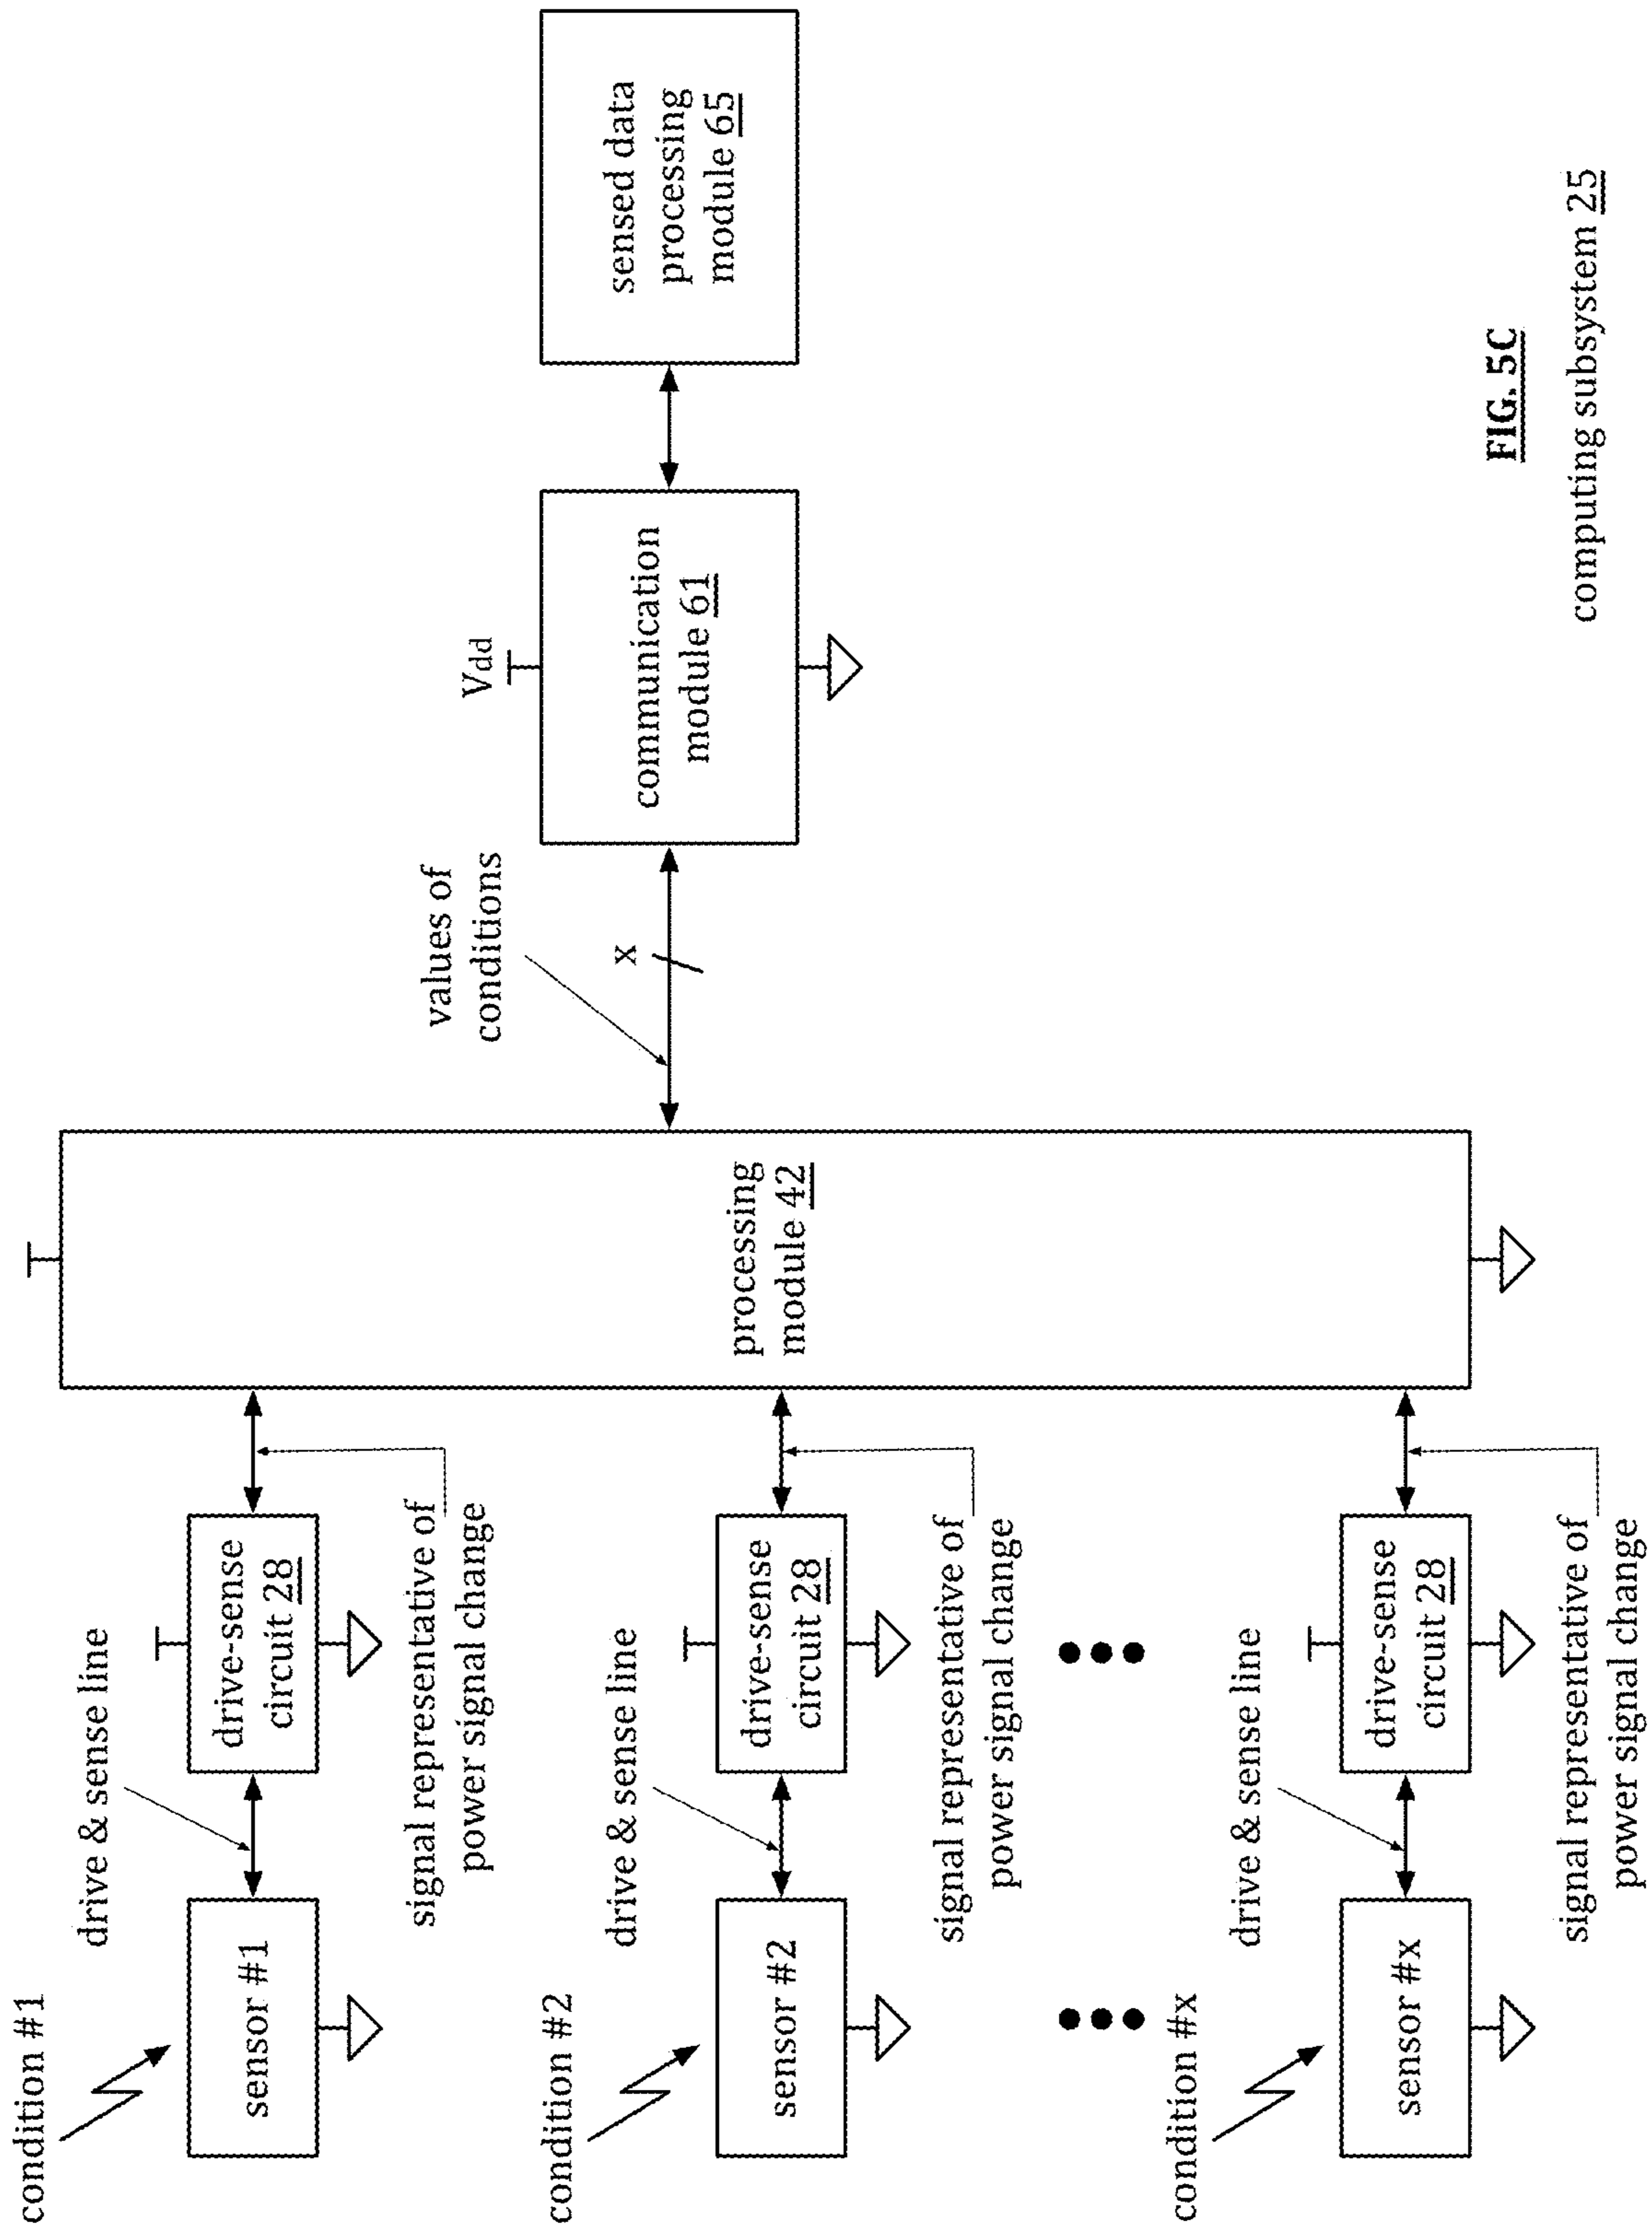 condition #1
drive & sense line
sensor #1
drive-sense
circuit 28
signal representative of
power signal change
condition #2
drive & sense line
sensor #2
drive-sense
circuit 28
signal representative of
power signal change
condition #x
drive & sense line
sensor #x
drive-sense
circuit 28
signal representative of
power signal change
processing
module 42
values of
conditions
x
Vdd
communication
module 61
sensed data
processing
module 65
FIG. 5C
computing subsystem 25